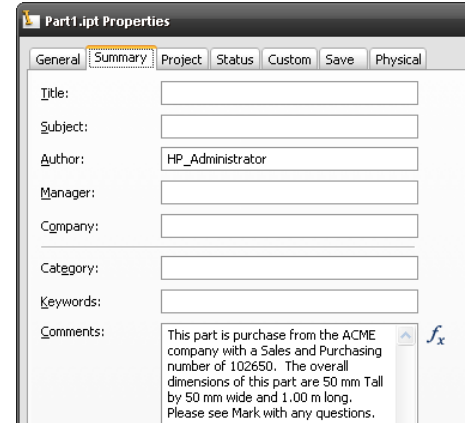 Part1.ipt Properties
General Summary Project Status Custom Save Physical
Title:
Subject:
Author: HP_Administrator
Manager:
Company:
Category:
Keywords:
Comments: This part is purchase from the ACME
company with a Sales and Purchasing
number of 102650. The overall
dimensions of this part are 50 mm Tall
by 50 mm wide and 1.00 m long.
Please see Mark with any questions.
fx